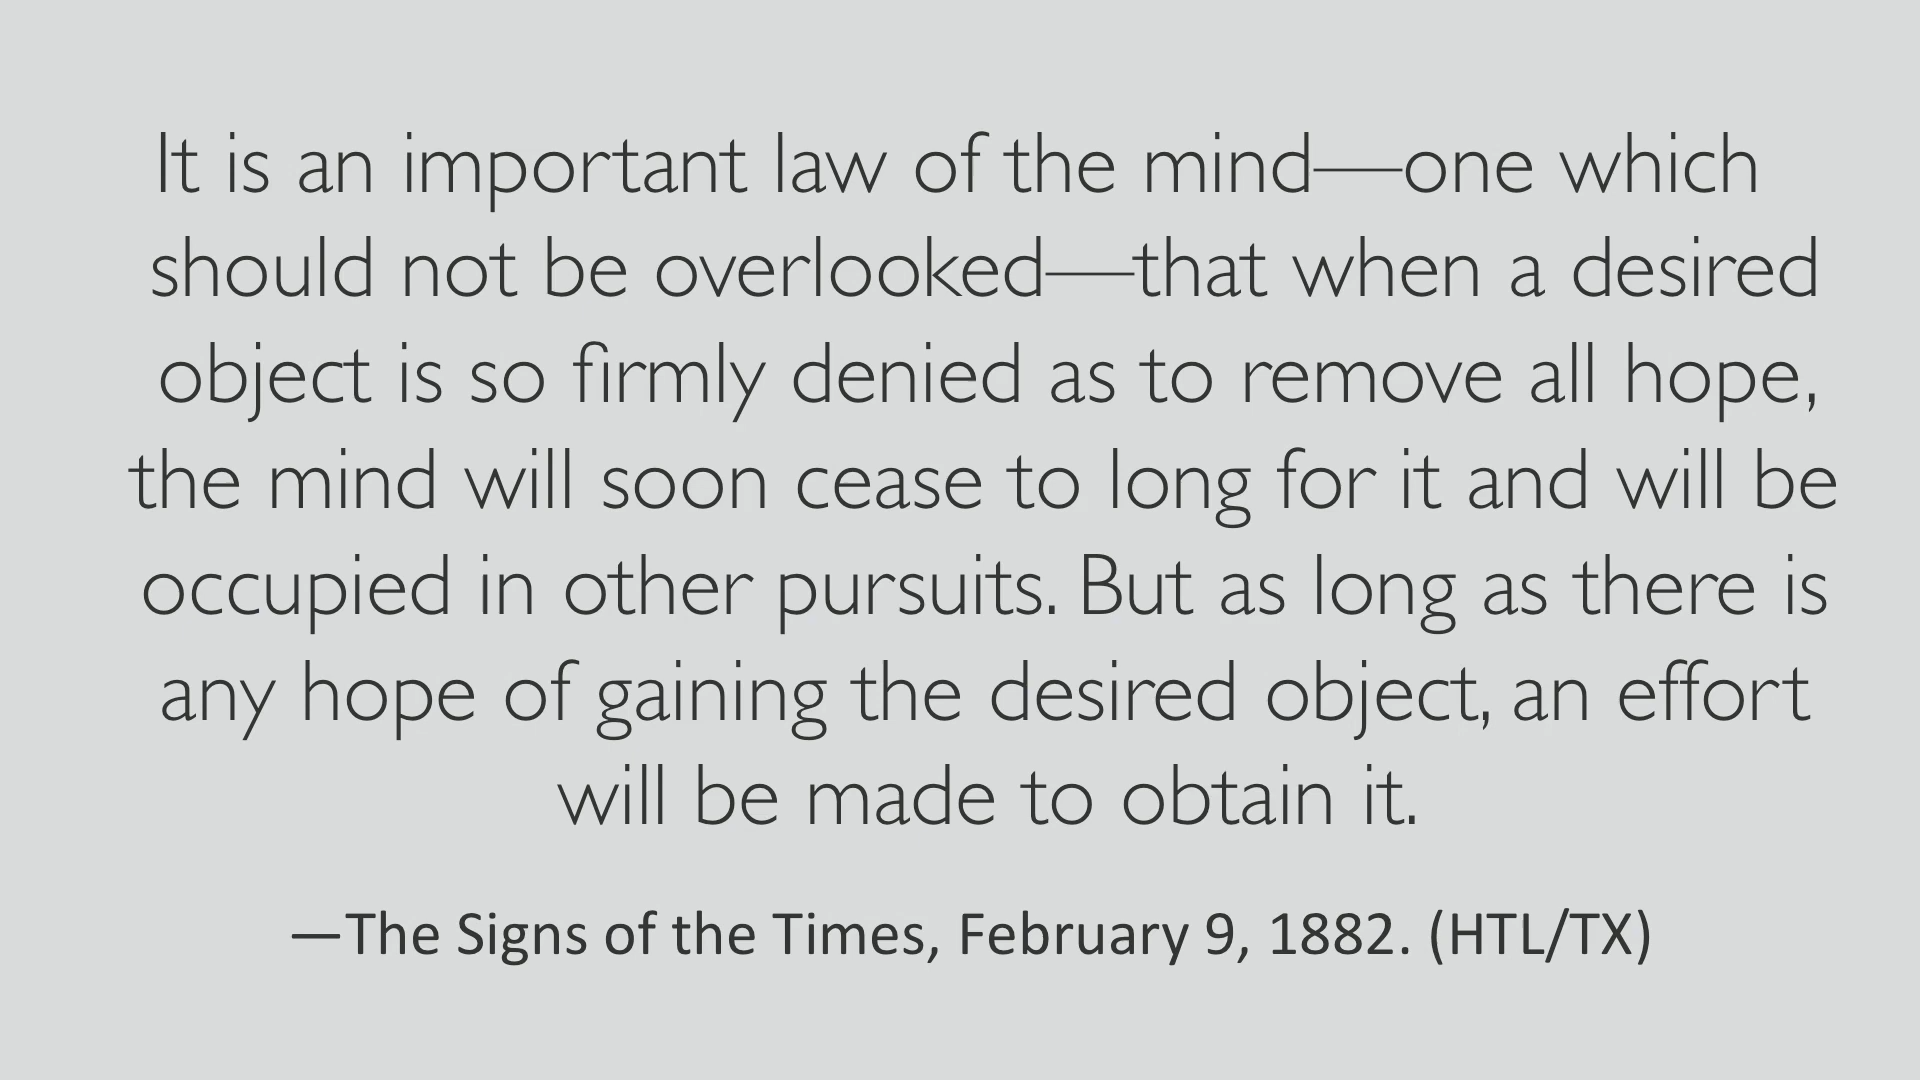 It is an important law of the mind—one which
should not be overlooked—that when a desired
object is so firmly denied as to remove all hope,
the mind will soon cease to long for it and will be
occupied in other pursuits. But as long as there is
any hope of gaining the desired object, an effort
will be made to obtain it.
—The Signs of the Times, February 9, 1882. (HTL/TX)